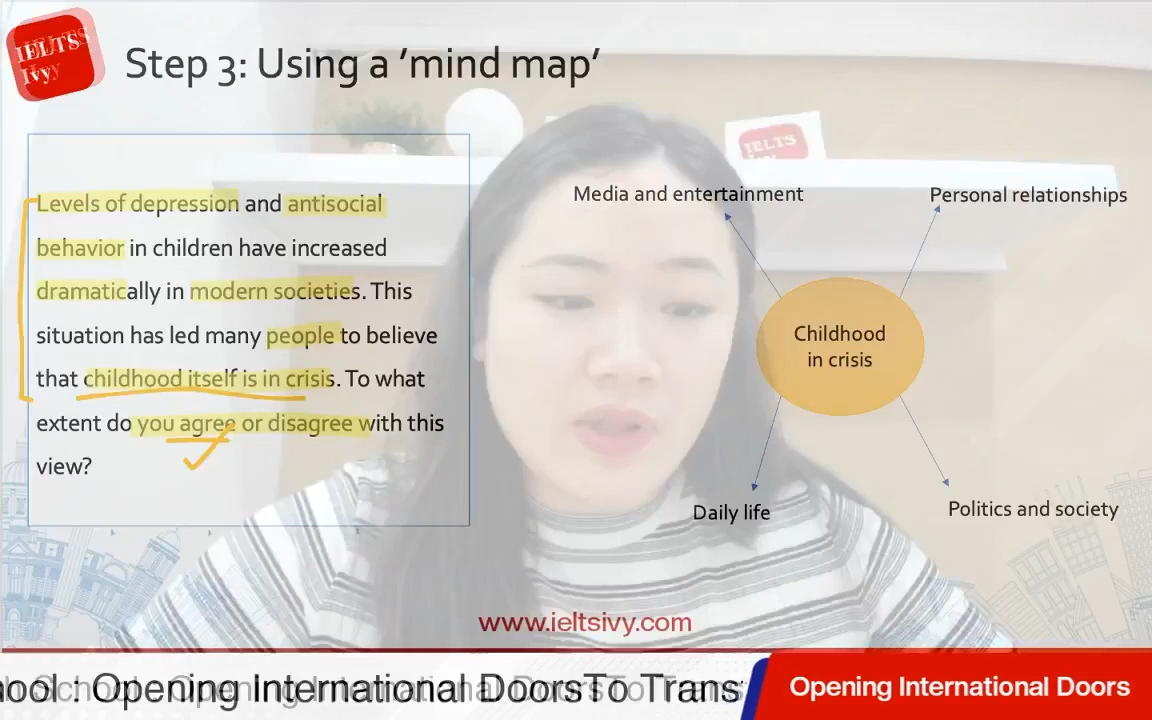 IELTS
Ivy
Step 3: Using a ‘mind map’
IELTS
Levels of depression and antisocial
behavior in children have increased
dramatically in modern societies. This
situation has led many people to believe
that childhood itself is in crisis. To what
extent do you agree or disagree with this
view?
Media and entertainment
Personal relationships
Childhood
in crisis
Daily life
Politics and society
www.ieltsivy.com
School : Opening International DoorsTo Trans
Opening International Doors